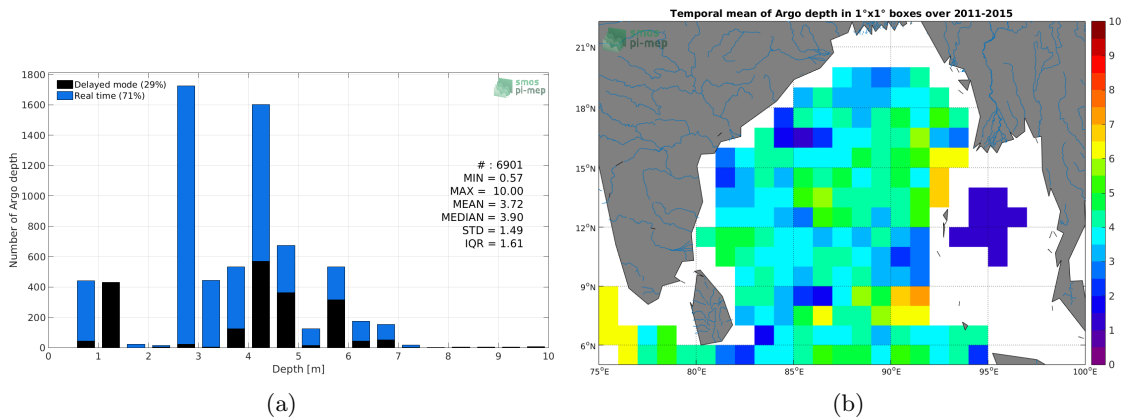 1800
1600
1400
1200
1000
800
600
400
200
0
Number of Argo depth
Delayed mode (29%)
Real time (71%)
smos
pi-mep
# : 6901
MIN = 0.57
MAX = 10.00
MEAN = 3.72
MEDIAN = 3.90
STD = 1.49
IQR = 1.61
0 1 2 3 4 5 6 7 8 9 10
Depth [m]
(a)
Temporal mean of Argo depth in 1°x1° boxes over 2011-2015
smos
pi-mep
21°N
18°N
15°N
12°N
9°N
6°N
75°E 80°E 85°E 90°E 95°E 100°E
10
9
8
7
6
5
4
3
2
1
0
(b)